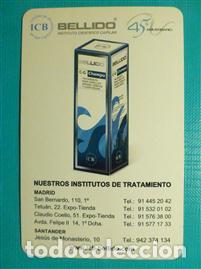 ICB BELLIDO 45 ANIVERSARIO
INSTITUTO CIENTÍFICO CAPILAR
BELLIDO
Champú
ICB
NUESTROS INSTITUTOS DE TRATAMIENTO
MADRID
San Bernardo, 110, 1º Tel.: 91 445 20 42
Tetuán, 22. Expo-Tienda Tel.: 91 532 01 02
Claudio Coello, 51. Expo-Tienda Tel.: 91 576 38 00
Avda. Felipe II 14, 1º Dcha. Tel.: 91 577 17 33
SANTANDER
Jesús de Monasterio, 10 Tel.: 942 374 134
todocoleccion